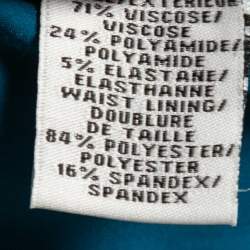 EXTÉRIEURE
71% VISCOSE/
VISCOSE
24% POLYAMIDE/
POLYAMIDE
5% ELASTANE/
ELASTHANNE
WAIST LINING/
DOUBLURE
DE TAILLE
84% POLYESTER/
POLYESTER
16% SPANDEX/
SPANDEX